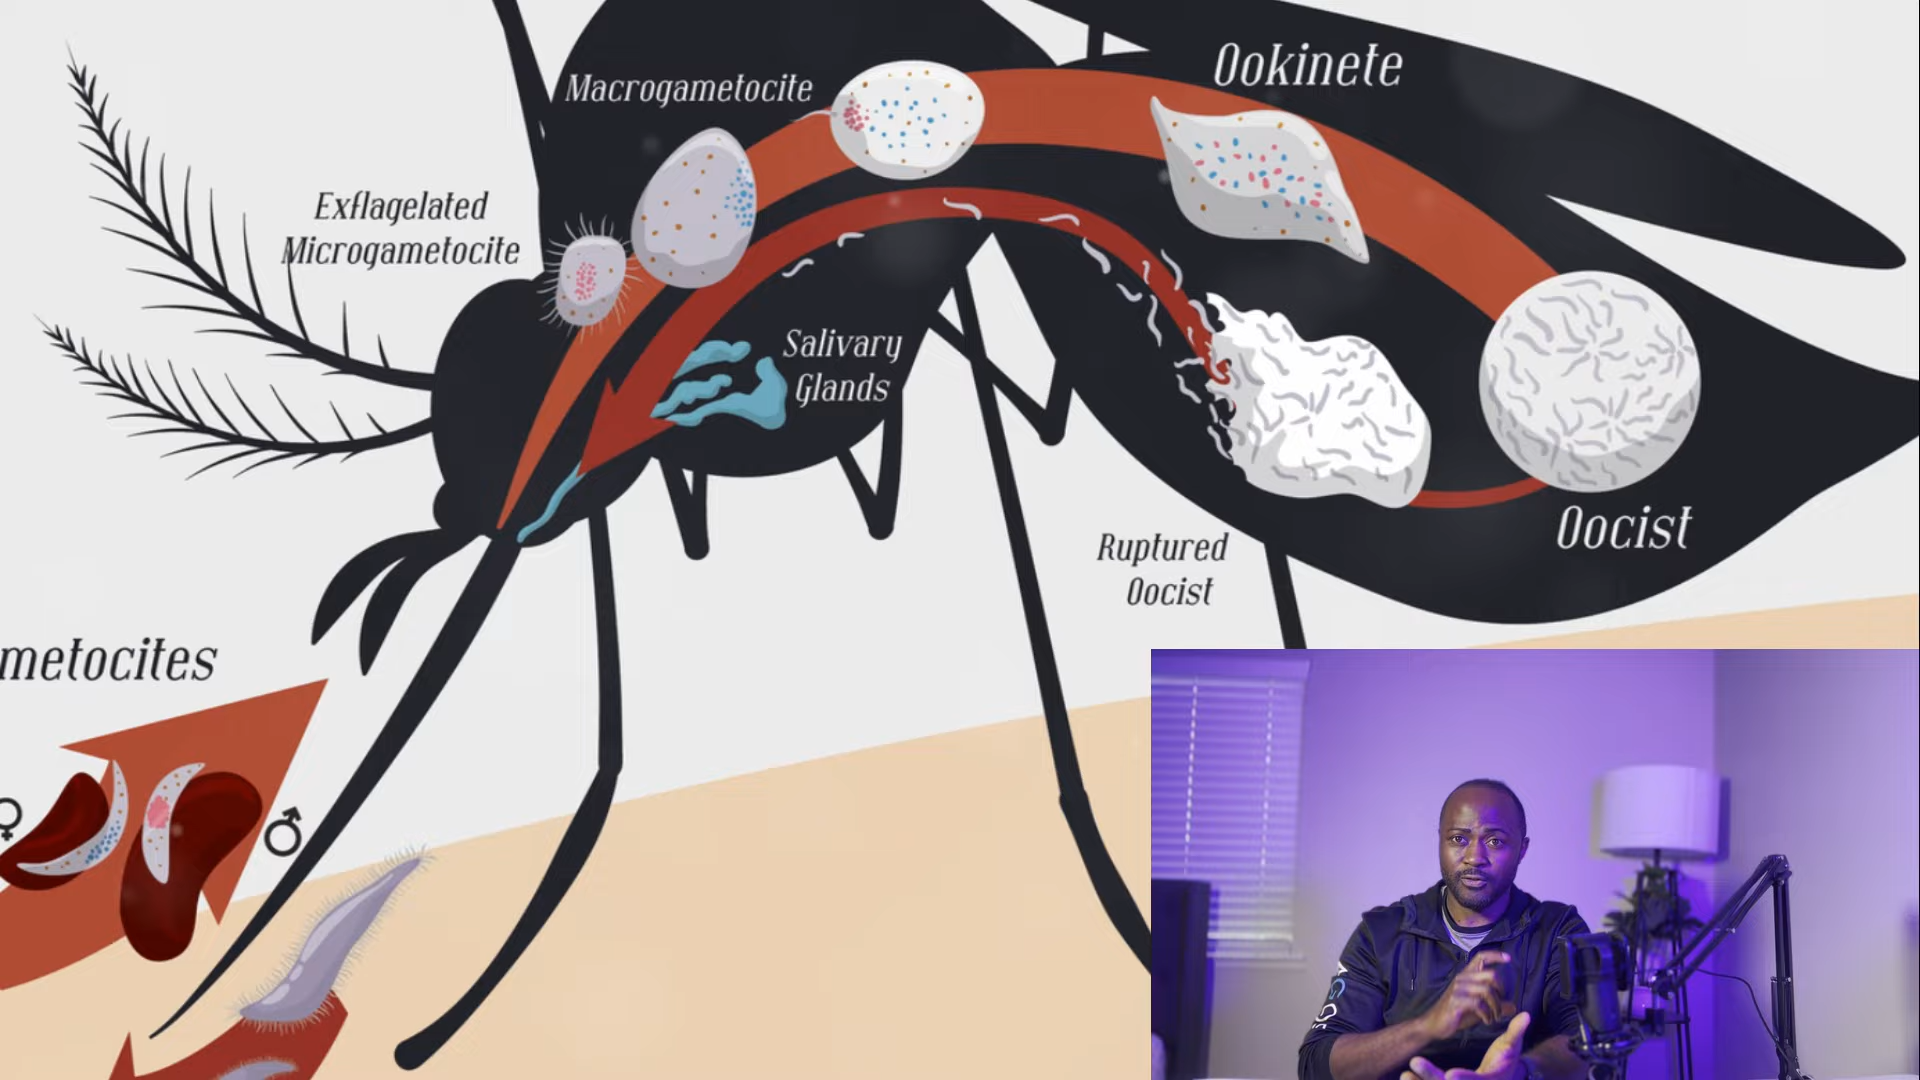 Ookinete
Macrogametocite
Exflagelated
Microgametocite
Salivary
Glands
Oocist
Ruptured
Oocist
metocites
♀
♂